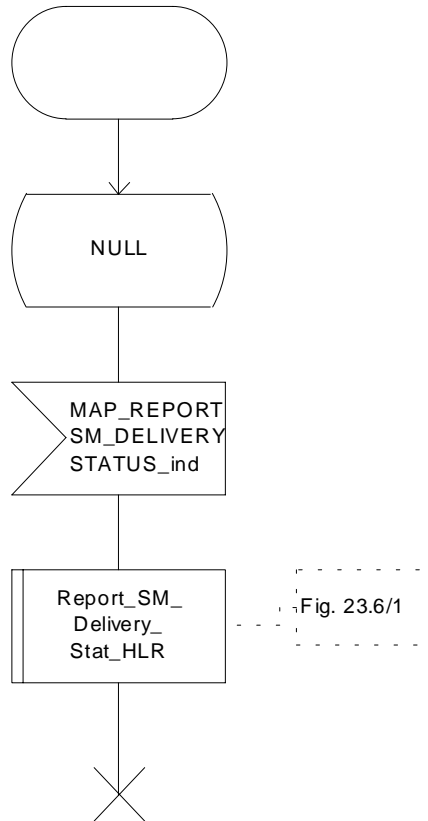 NULL
MAP_REPORT
SM_DELIVERY
STATUS_ind
Report_SM_
Delivery_
Stat_HLR
Fig. 23.6/1